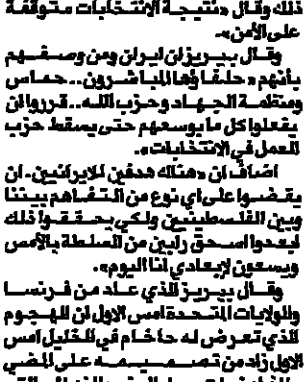 ذلك وقال «نتيجة الانتخابات متوقفة
على الأمن».
وقال بيريز ان ايران ومن وصفهم
بأنهم «حلفاؤها المباشرون.. حماس
ومنظمة الجهاد وحزب الله.. قرروا ان
يفعلوا كل ما بوسعهم حتى يسقط حزب
العمل في الانتخابات».
اضاف ان «هناك هدفين للايرانيين. ان
يقضوا على اي نوع من التفاهم بيننا
وبين الفلسطينيين ولكي يحققوا ذلك
ابعدوا اسحق رابين من السلطة بالأمس
ويسعون لإبعادي انا اليوم».
وقال بيريز الذي عاد من فرنسا
والولايات المتحدة امس الاول ان الهجوم
الذي تعرض له حاخام في الخليل امس
الاول زاد من تصميمه على المضي